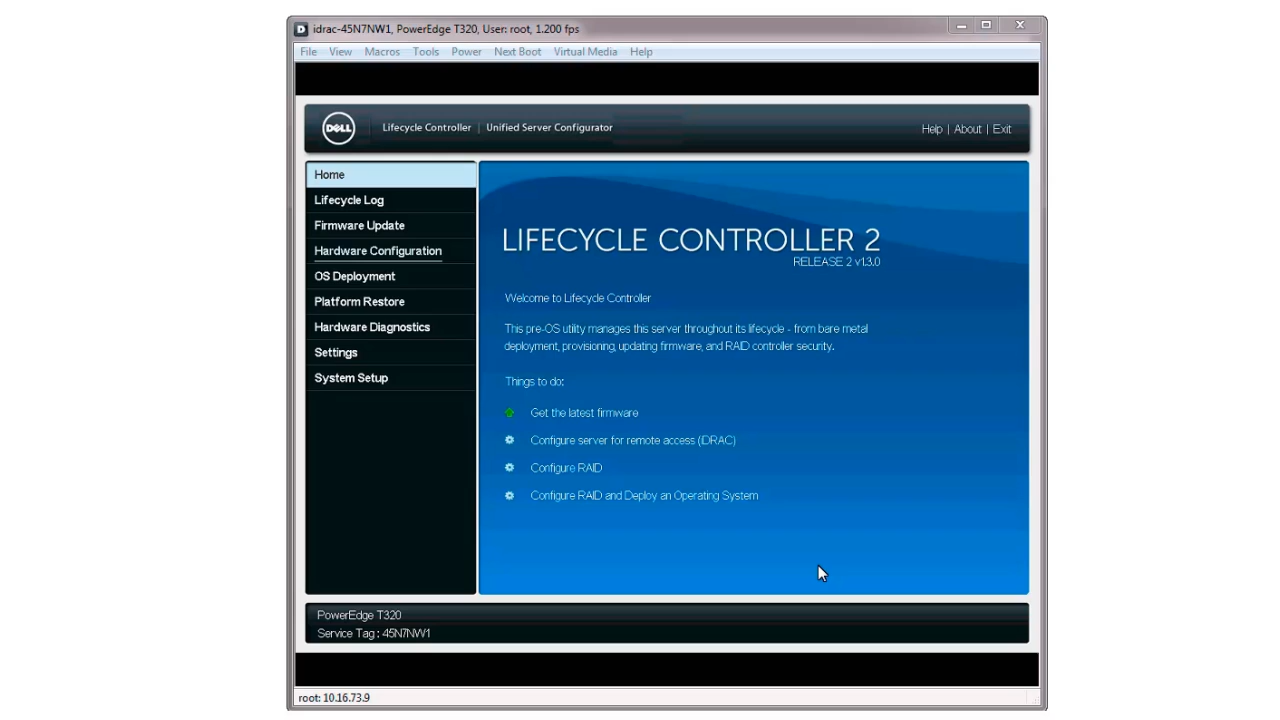 idrac-45N7NW1, PowerEdge T320, User: root, 1.200 fps
File View Macros Tools Power Next Boot Virtual Media Help
DELL Lifecycle Controller | Unified Server Configurator Help | About | Exit
Home
Lifecycle Log
Firmware Update
Hardware Configuration
OS Deployment
Platform Restore
Hardware Diagnostics
Settings
System Setup
LIFECYCLE CONTROLLER 2
RELEASE 2 v1.3.0
Welcome to Lifecycle Controller
This pre-OS utility manages this server throughout its lifecycle - from bare metal
deployment, provisioning, updating firmware, and RAID controller security.
Things to do:
Get the latest firmware
Configure server for remote access (iDRAC)
Configure RAID
Configure RAID and Deploy an Operating System
PowerEdge T320
Service Tag : 45N7NW1
root: 10.16.73.9